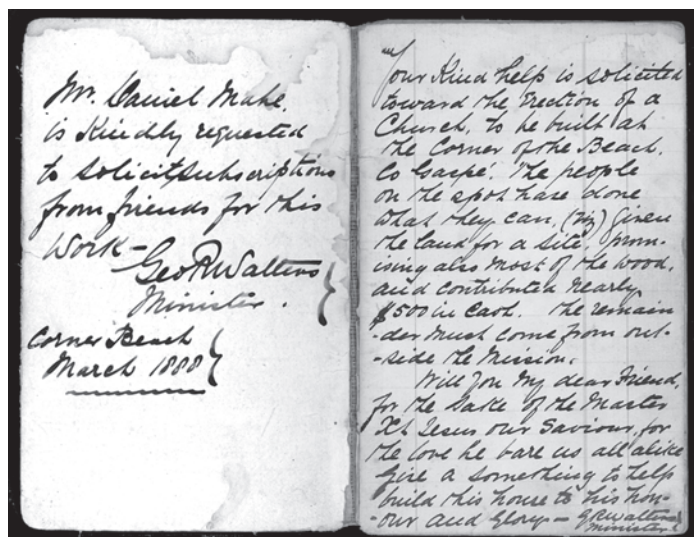 Mr. Daniel Mahe.
is Kindly requested
to solicit subscriptions
from friends for this
Work—
Geo R Walters
Minister.
Corner Beach
March 1888
Your Kind help is solicited
toward the Erection of a
Church, to be built at
the Corner of the Beach.
Co Gaspé. The people
on the spot have done
what they can, (viz) given
the land for a site, prom-
ising also most of the wood,
and contributed nearly
$500 in Cash. The remain
-der must come from out-
-side the Mission.
Will you my dear Friend,
for the Sake of the Master
Xt Jesus our Saviour, for
the love he bare us all alike
give a something to help
build this house to his hon-
-our and Glory— G R Walters
Minister